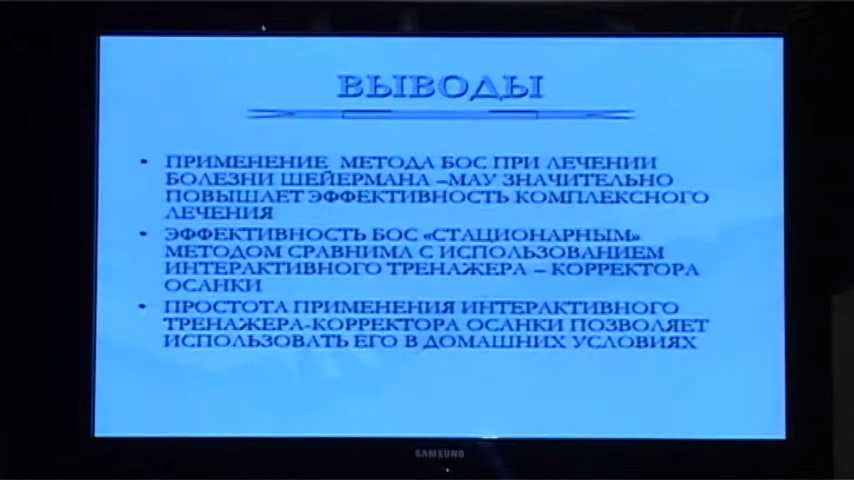 ВЫВОДЫ
• ПРИМЕНЕНИЕ МЕТОДА БОС ПРИ ЛЕЧЕНИИ
БОЛЕЗНИ ШЕЙЕРМАНА –МАУ ЗНАЧИТЕЛЬНО
ПОВЫШАЕТ ЭФФЕКТИВНОСТЬ КОМПЛЕКСНОГО
ЛЕЧЕНИЯ
• ЭФФЕКТИВНОСТЬ БОС «СТАЦИОНАРНЫМ»
МЕТОДОМ СРАВНИМА С ИСПОЛЬЗОВАНИЕМ
ИНТЕРАКТИВНОГО ТРЕНАЖЕРА – КОРРЕКТОРА
ОСАНКИ
• ПРОСТОТА ПРИМЕНЕНИЯ ИНТЕРАКТИВНОГО
ТРЕНАЖЕРА-КОРРЕКТОРА ОСАНКИ ПОЗВОЛЯЕТ
ИСПОЛЬЗОВАТЬ ЕГО В ДОМАШНИХ УСЛОВИЯХ
SAMSUNG